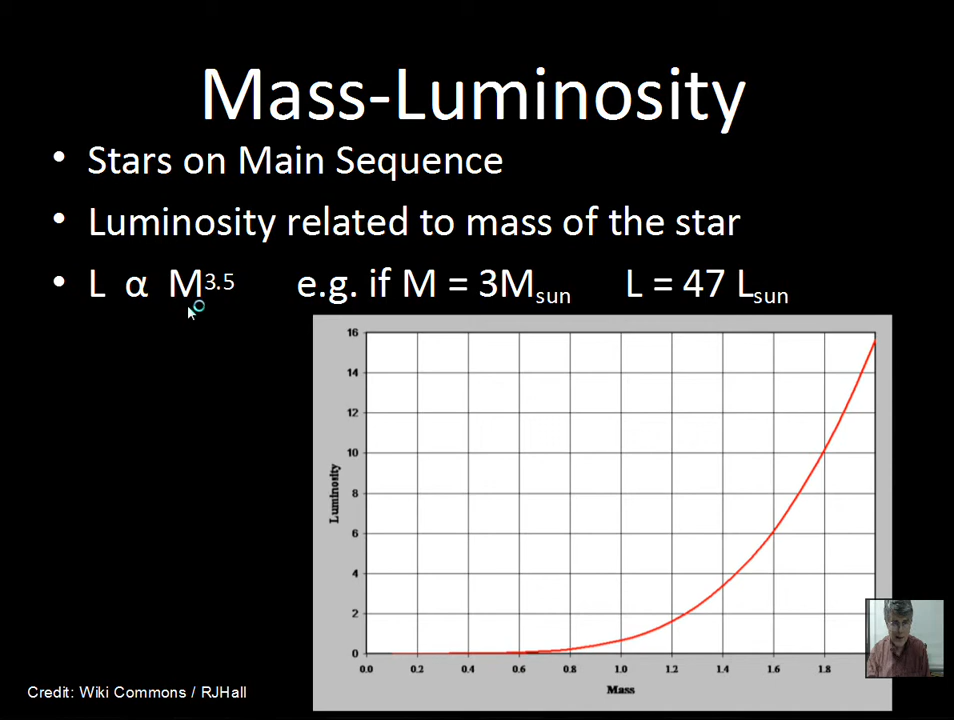 Mass-Luminosity
• Stars on Main Sequence
• Luminosity related to mass of the star
• L α M3.5 e.g. if M = 3Msun L = 47 Lsun
16
14
12
10
8
6
4
2
0
Luminosity
0.0 0.2 0.4 0.6 0.8 1.0 1.2 1.4 1.6 1.8
Mass
Credit: Wiki Commons / RJHall